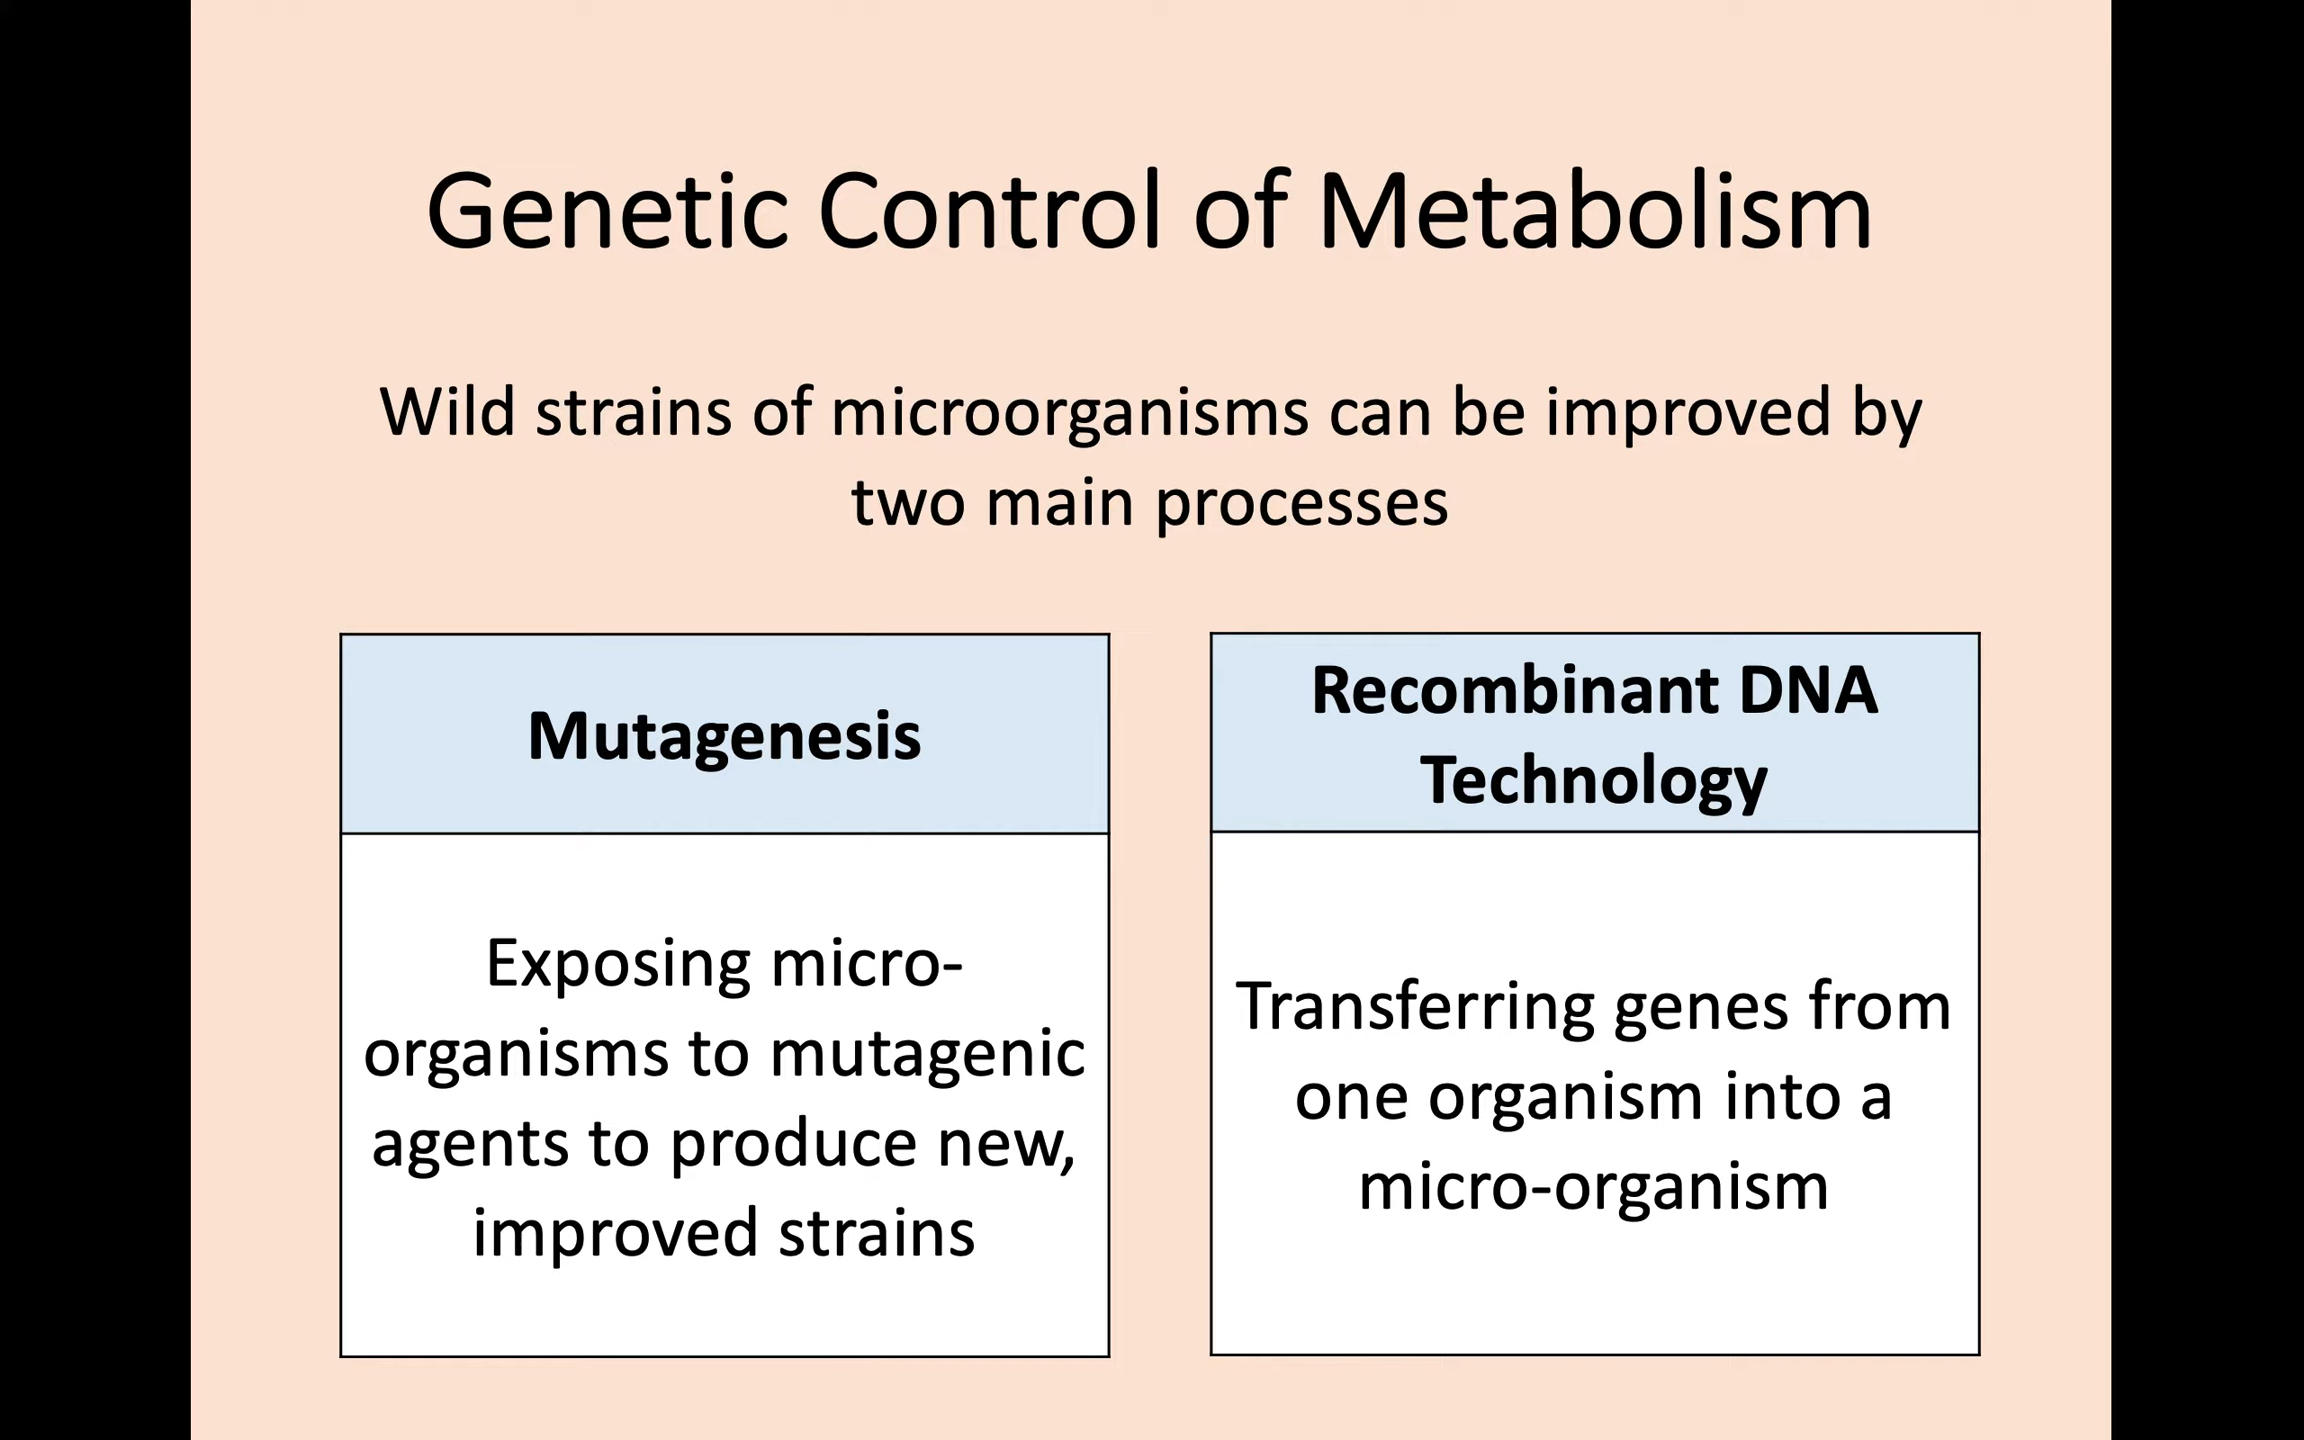 Genetic Control of Metabolism
Wild strains of microorganisms can be improved by
two main processes
Mutagenesis
Exposing micro-
organisms to mutagenic
agents to produce new,
improved strains
Recombinant DNA
Technology
Transferring genes from
one organism into a
micro-organism